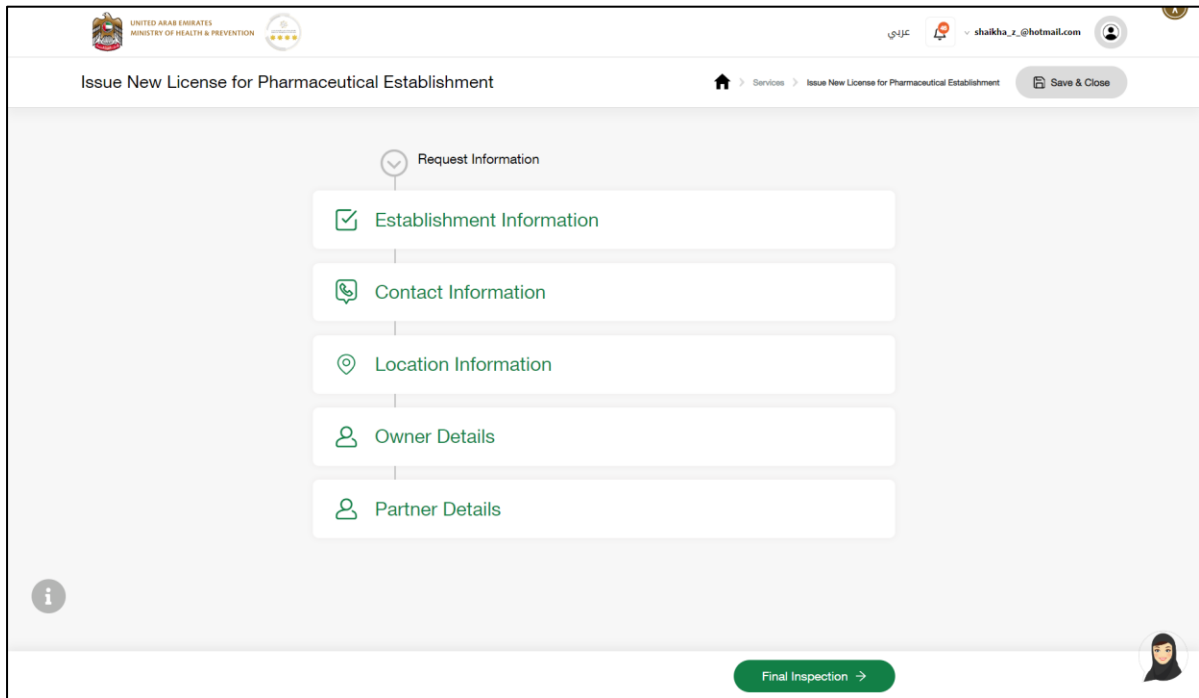 UNITED ARAB EMIRATES
MINISTRY OF HEALTH & PREVENTION
عربي
shaikha_z_@hotmail.com
Issue New License for Pharmaceutical Establishment
Services > Issue New License for Pharmaceutical Establishment
Save & Close
Request Information
Establishment Information
Contact Information
Location Information
Owner Details
Partner Details
i
Final Inspection →